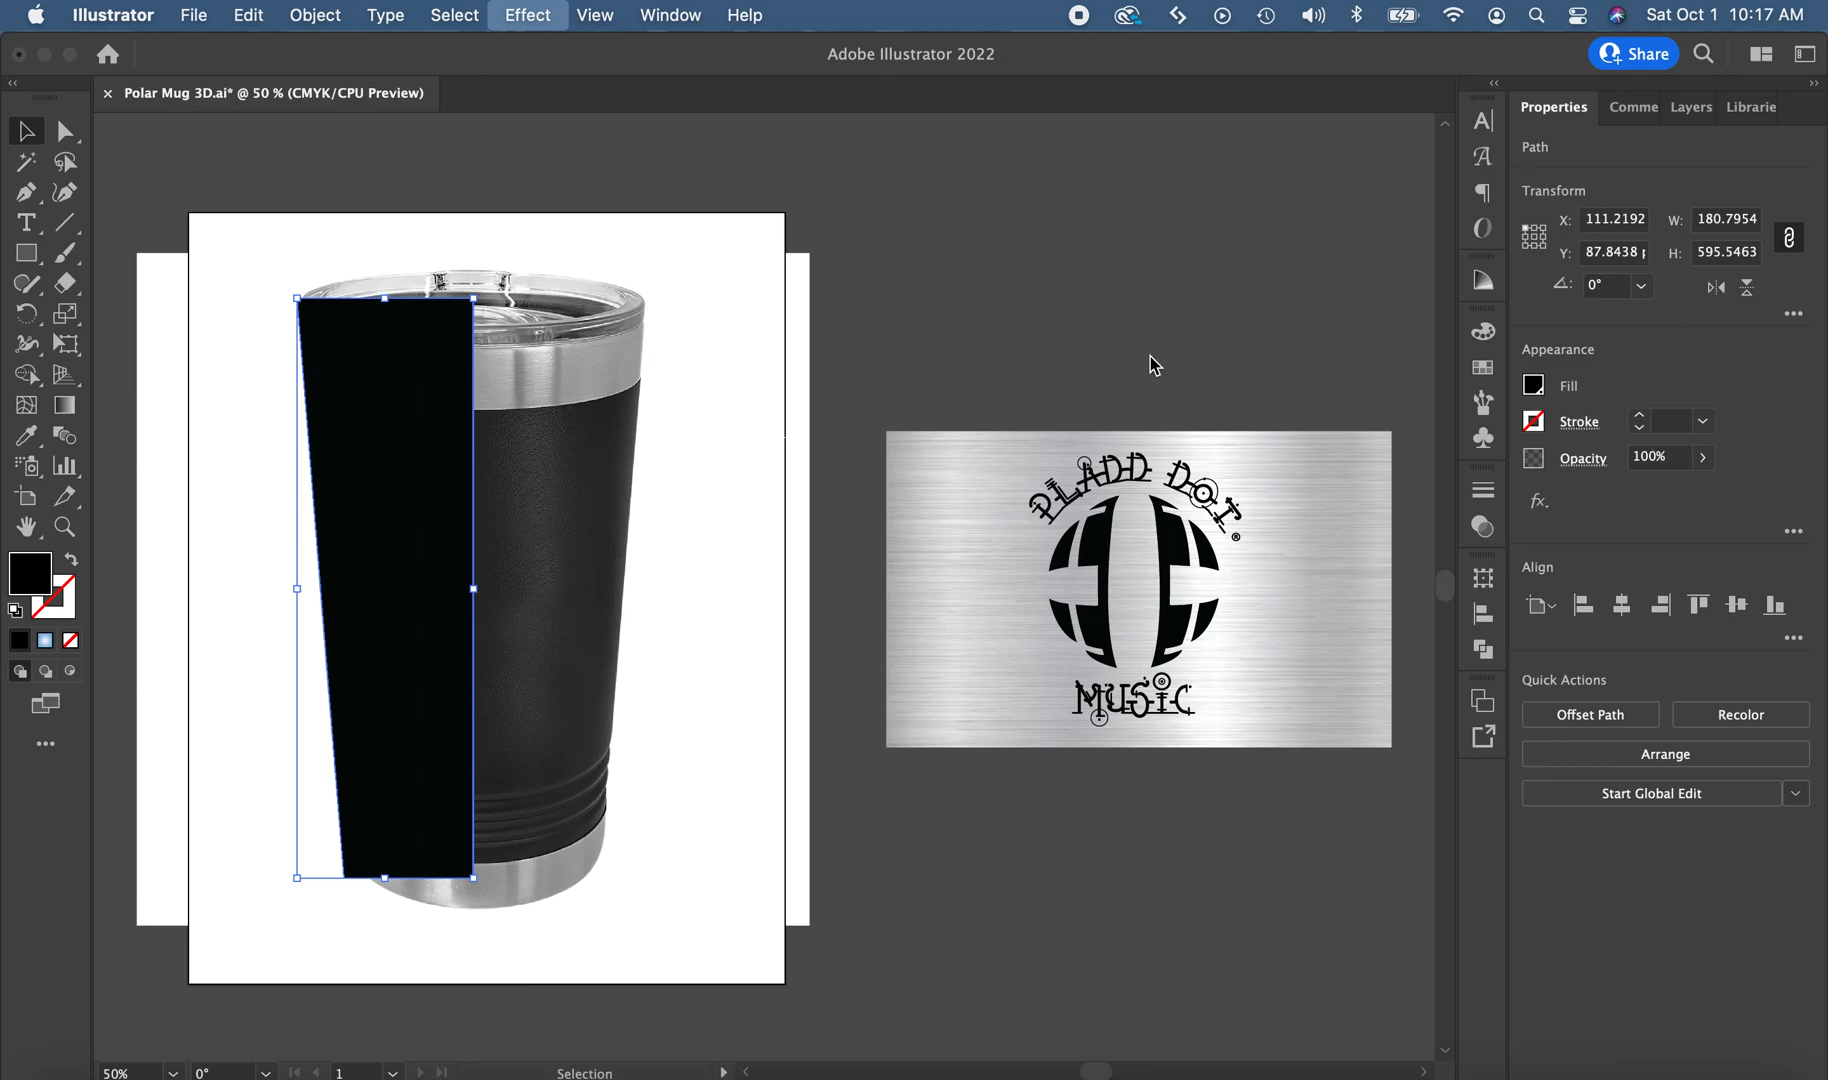 Illustrator File Edit Object Type Select Effect View Window Help Sat Oct 1 10:17 AM
Adobe Illustrator 2022
Share
× Polar Mug 3D.ai* @ 50 % (CMYK/CPU Preview)
Properties Comme Layers Librarie
Path
Transform
X: 111.2192 W: 180.7954
Y: 87.8438 p H: 595.5463
0°
Appearance
Fill
Stroke
Opacity 100%
fx.
Align
Quick Actions
Offset Path Recolor
Arrange
Start Global Edit
PLADD DOT ®
MUSIC
50% 0° 1 Selection